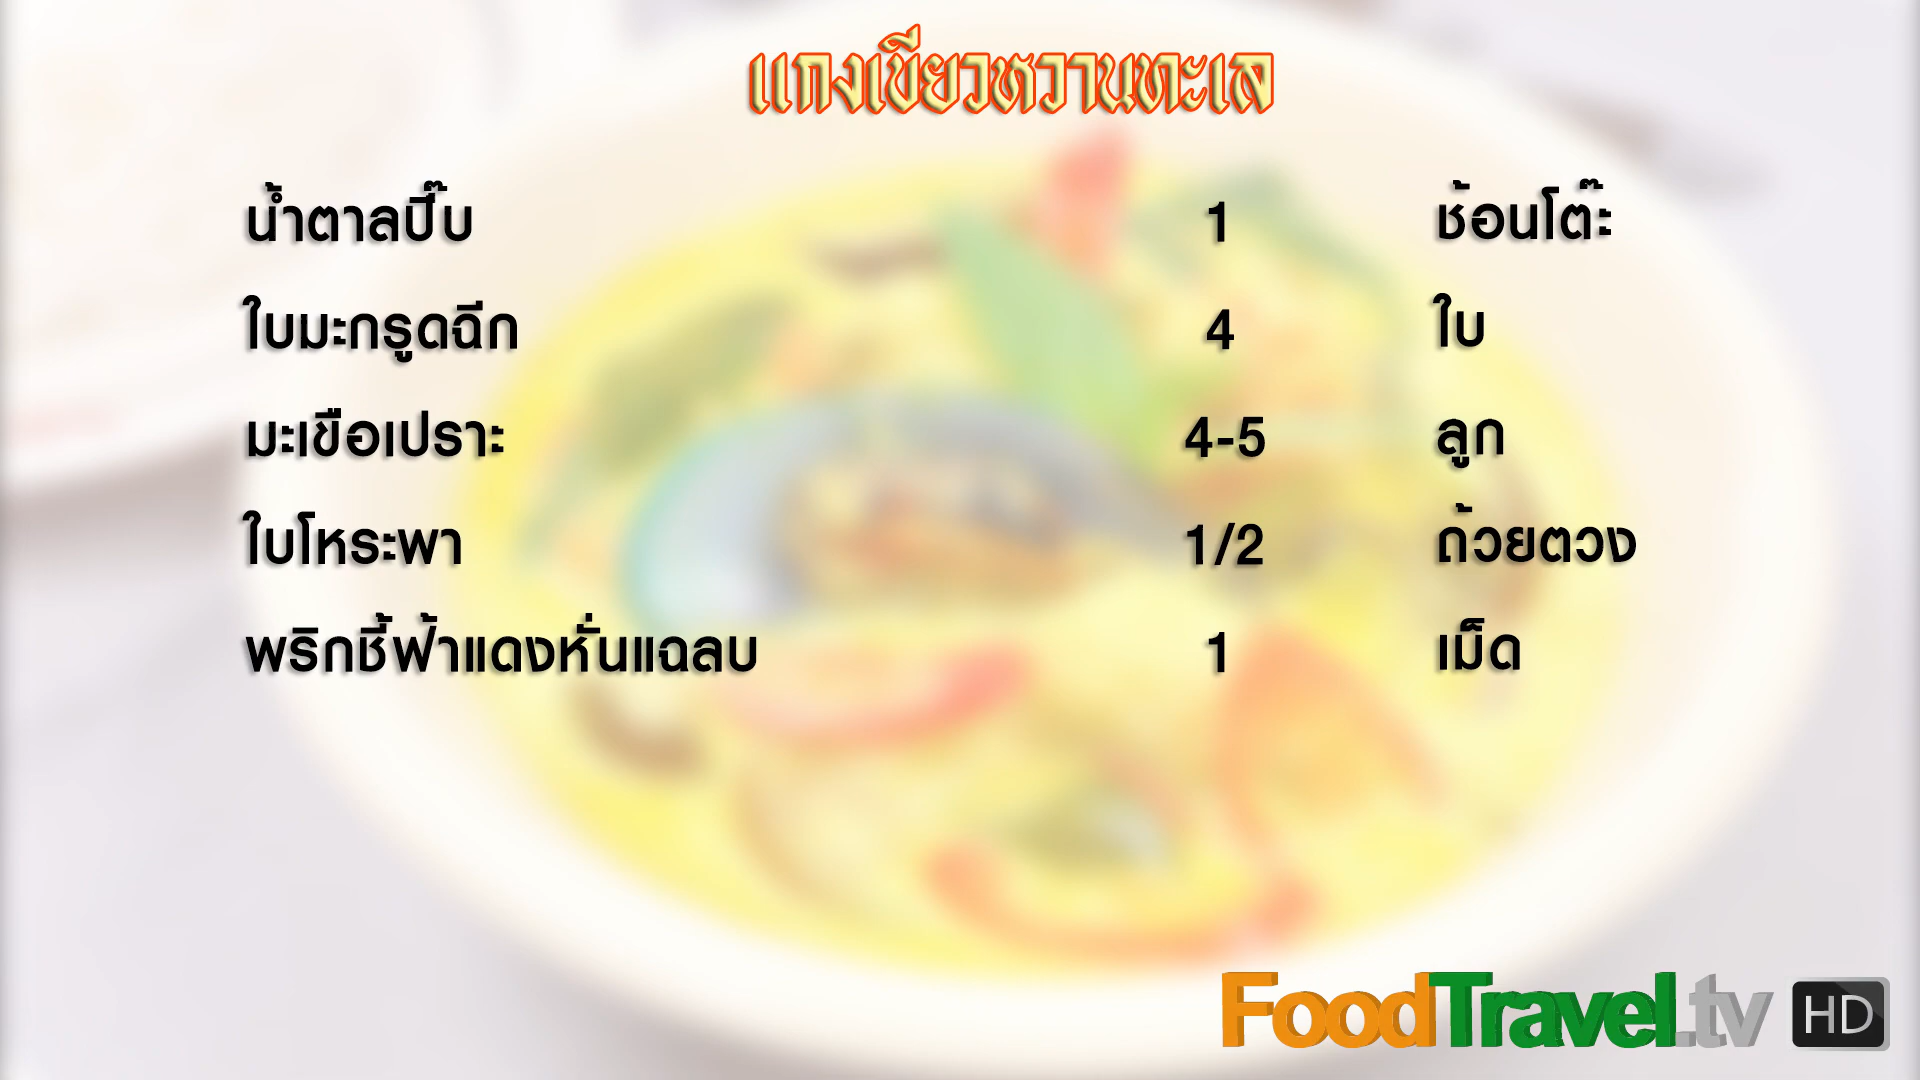 แกงเขียวหวานทะเล
น้ำตาลปี๊บ 1 ช้อนโต๊ะ
ใบมะกรูดฉีก 4 ใบ
มะเขือเปราะ 4-5 ลูก
ใบโหระพา 1/2 ถ้วยตวง
พริกชี้ฟ้าแดงหั่นแฉลบ 1 เม็ด
FoodTravel.tv HD